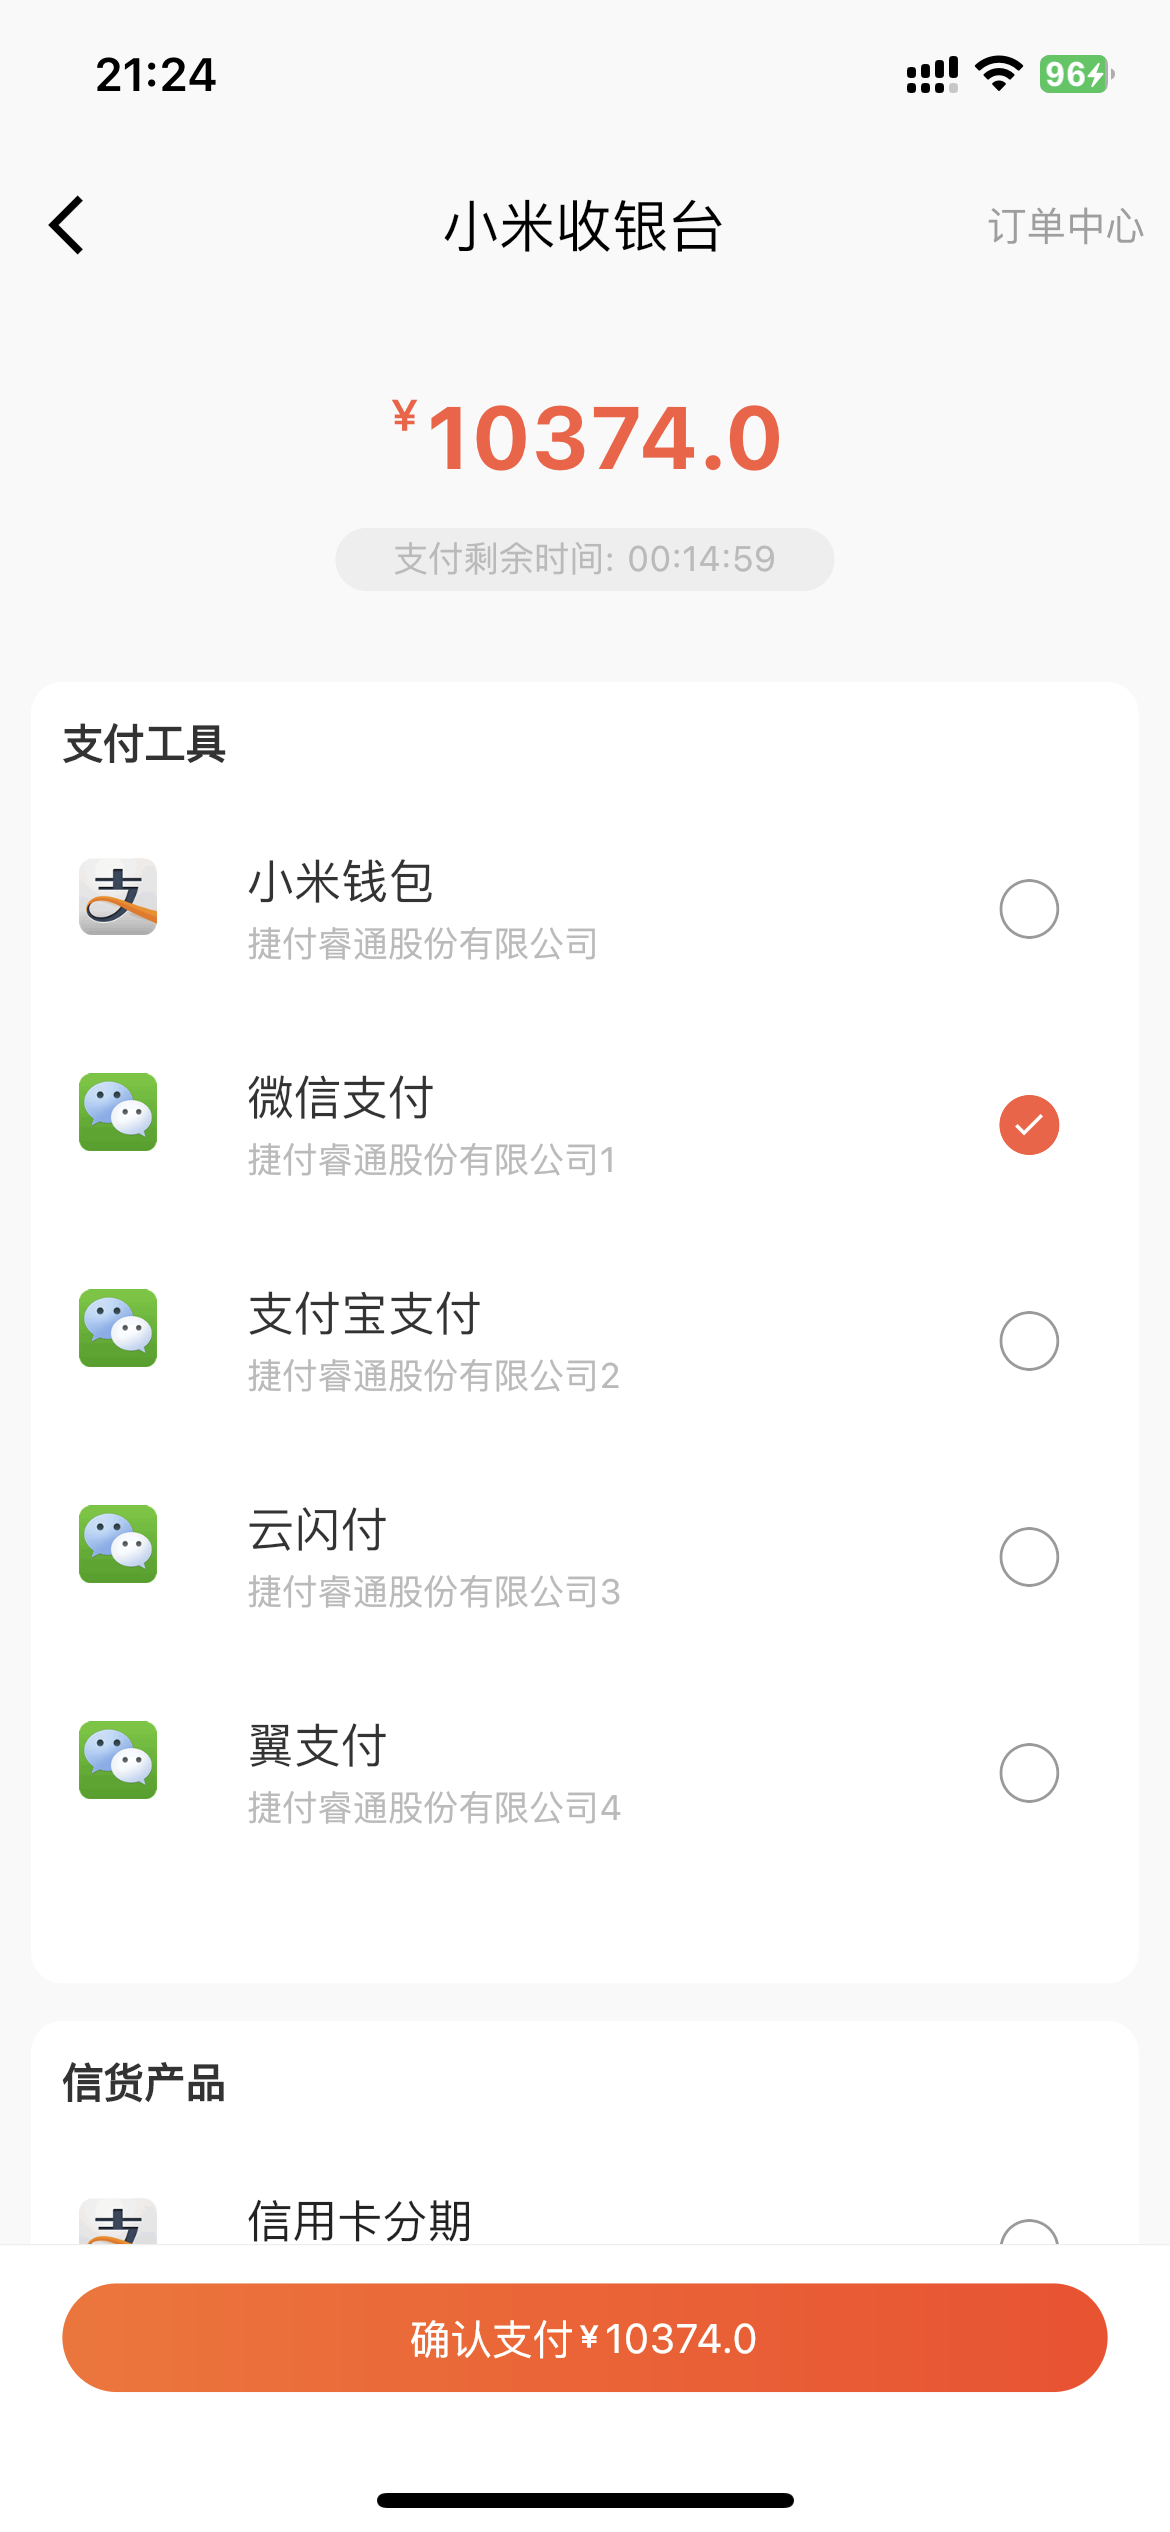 21:24
96
小米收银台
订单中心
¥10374.0
支付剩余时间: 00:14:59
支付工具
小米钱包
捷付睿通股份有限公司
微信支付
捷付睿通股份有限公司1
支付宝支付
捷付睿通股份有限公司2
云闪付
捷付睿通股份有限公司3
翼支付
捷付睿通股份有限公司4
信货产品
支
信用卡分期
确认支付¥10374.0